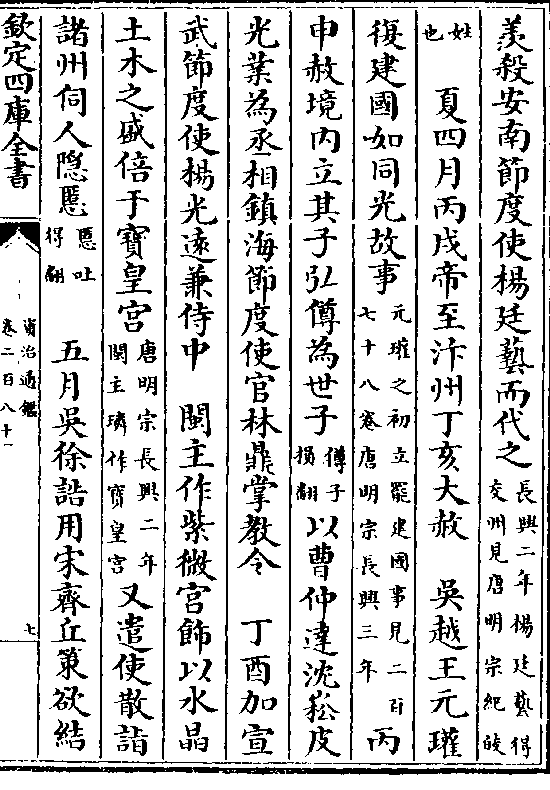 羨殺安南節度使楊廷藝而代之長興二年楊廷藝得交州見唐明宗紀皎
姓也　夏四月丙戌帝至汴州丁亥大赦　吳越王元瓘
復建國如同光故事元瓘之初立罷建國事見二百七十八卷唐明宗長興三年丙
申赦境内立其子弘僔為世子僔子損翻以曹仲達沈崧皮
光業為丞相鎮海節度使官林鼎掌教令　丁酉加宣
武節度使楊光遠兼侍中　閩主作紫微宫飾以水晶
土木之盛倍于寶皇宫唐明宗長興二年閩主璘作寶皇宫又遣使散詣
諸州伺人隱慝慝吐得翻　五月吳徐誥用宋齊丘策欲結
欽定四庫全書
資治通鑑
卷二百八十一
七